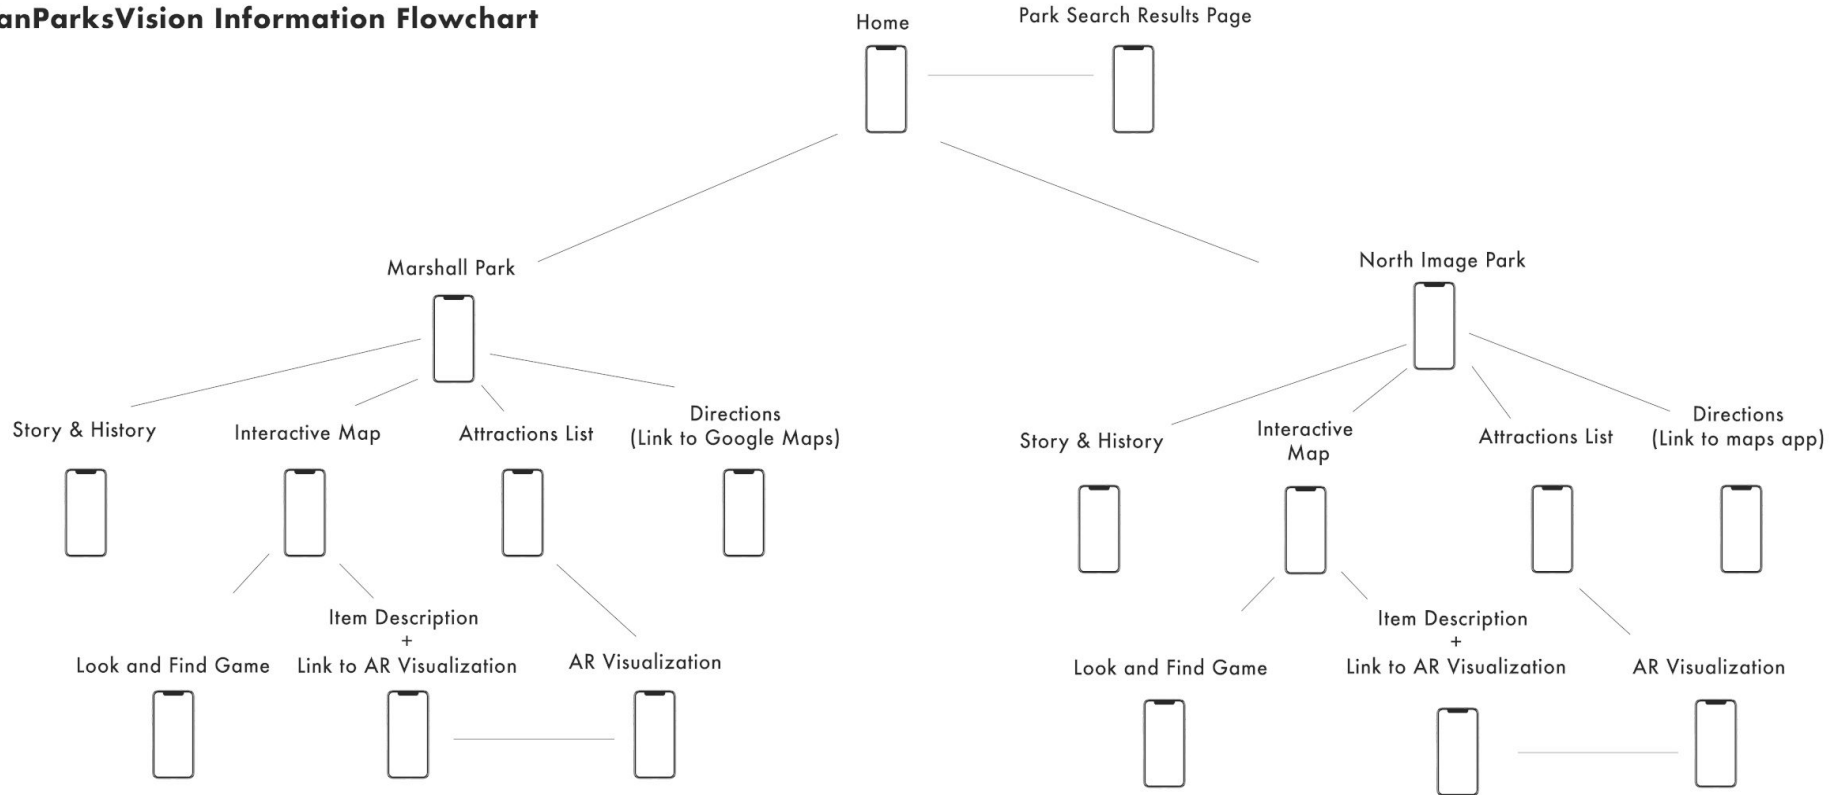 anParksVision Information Flowchart
Home
Park Search Results Page
Marshall Park
North Image Park
Story & History
Interactive Map
Attractions List
Directions
(Link to Google Maps)
Story & History
Interactive
Map
Attractions List
Directions
(Link to maps app)
Look and Find Game
Item Description
+
Link to AR Visualization
AR Visualization
Look and Find Game
Item Description
+
Link to AR Visualization
AR Visualization